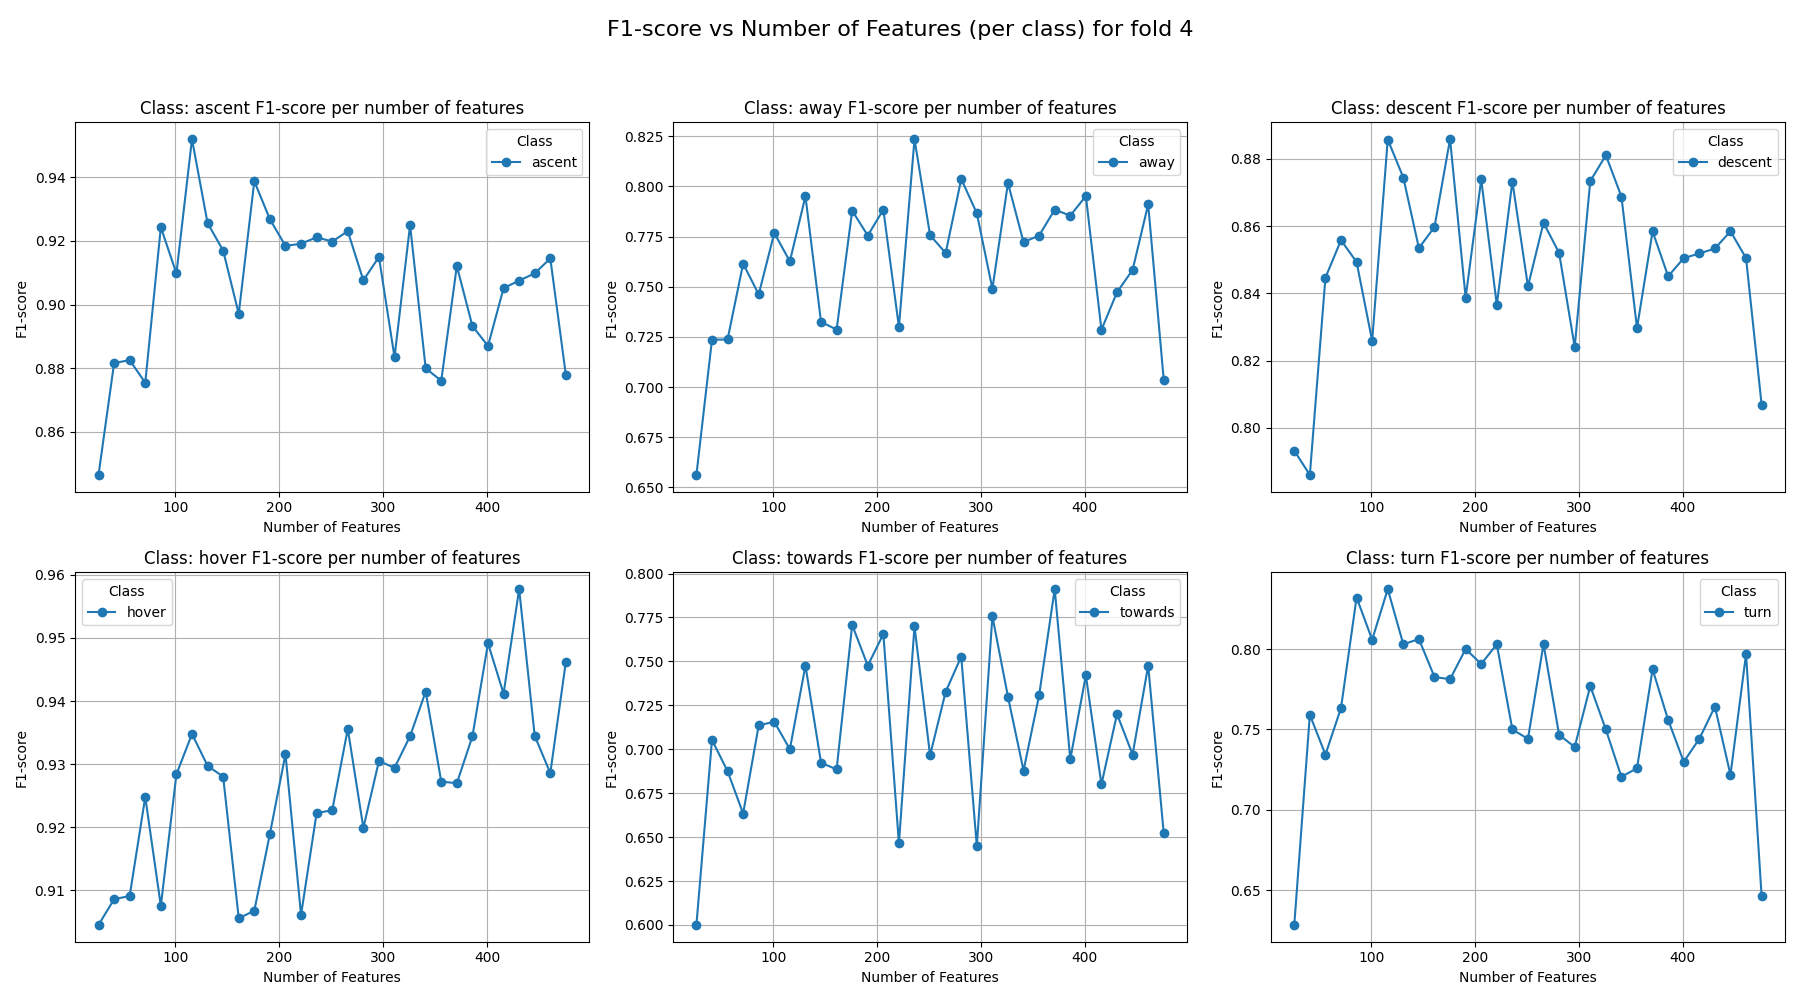 F1-score vs Number of Features (per class) for fold 4
Class: ascent F1-score per number of features
Class
ascent
0.94
0.92
0.90
0.88
0.86
F1-score
100 200 300 400
Number of Features
Class: away F1-score per number of features
Class
away
0.825
0.800
0.775
0.750
0.725
0.700
0.675
0.650
F1-score
100 200 300 400
Number of Features
Class: descent F1-score per number of features
Class
descent
0.88
0.86
0.84
0.82
0.80
F1-score
100 200 300 400
Number of Features
Class: hover F1-score per number of features
Class
hover
0.96
0.95
0.94
0.93
0.92
0.91
F1-score
100 200 300 400
Number of Features
Class: towards F1-score per number of features
Class
towards
0.800
0.775
0.750
0.725
0.700
0.675
0.650
0.625
0.600
F1-score
100 200 300 400
Number of Features
Class: turn F1-score per number of features
Class
turn
0.80
0.75
0.70
0.65
F1-score
100 200 300 400
Number of Features